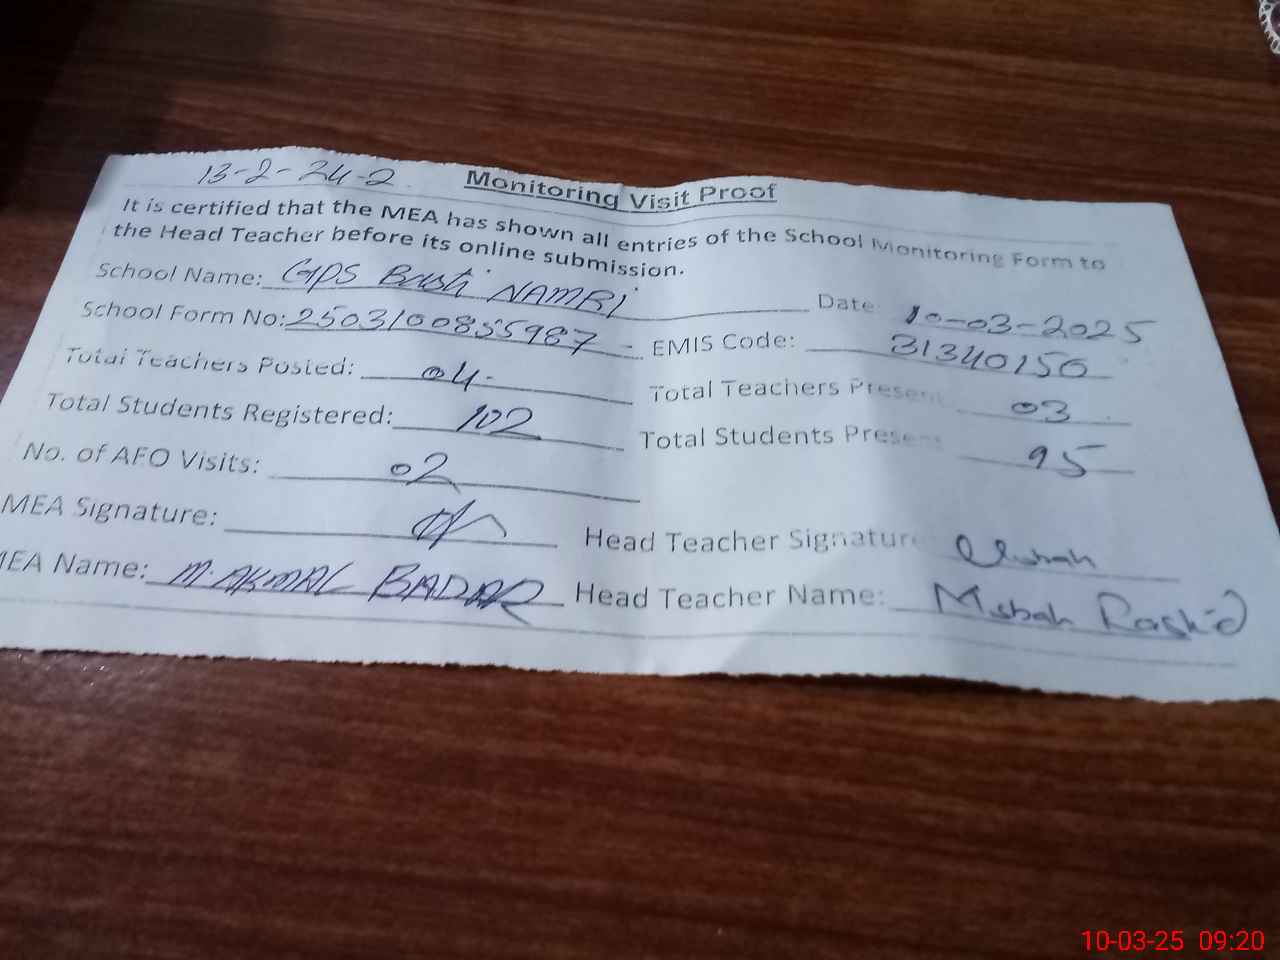 13-2-24-2 Monitoring Visit Proof
It is certified that the MEA has shown all entries of the School Monitoring Form to
the Head Teacher before its online submission.
School Name: GPS Basti NAMRI Date: 10-03-2025
School Form No: 2503100855987 EMIS Code: 31340150
Total Teachers Posted: 04 Total Teachers Present 03
Total Students Registered: 102 Total Students Present 95
No. of AFO Visits: 02
MEA Signature: Head Teacher Signature Misbah
MEA Name: M. AKMAL BADAR Head Teacher Name: Misbah Rashid
10-03-25 09:20